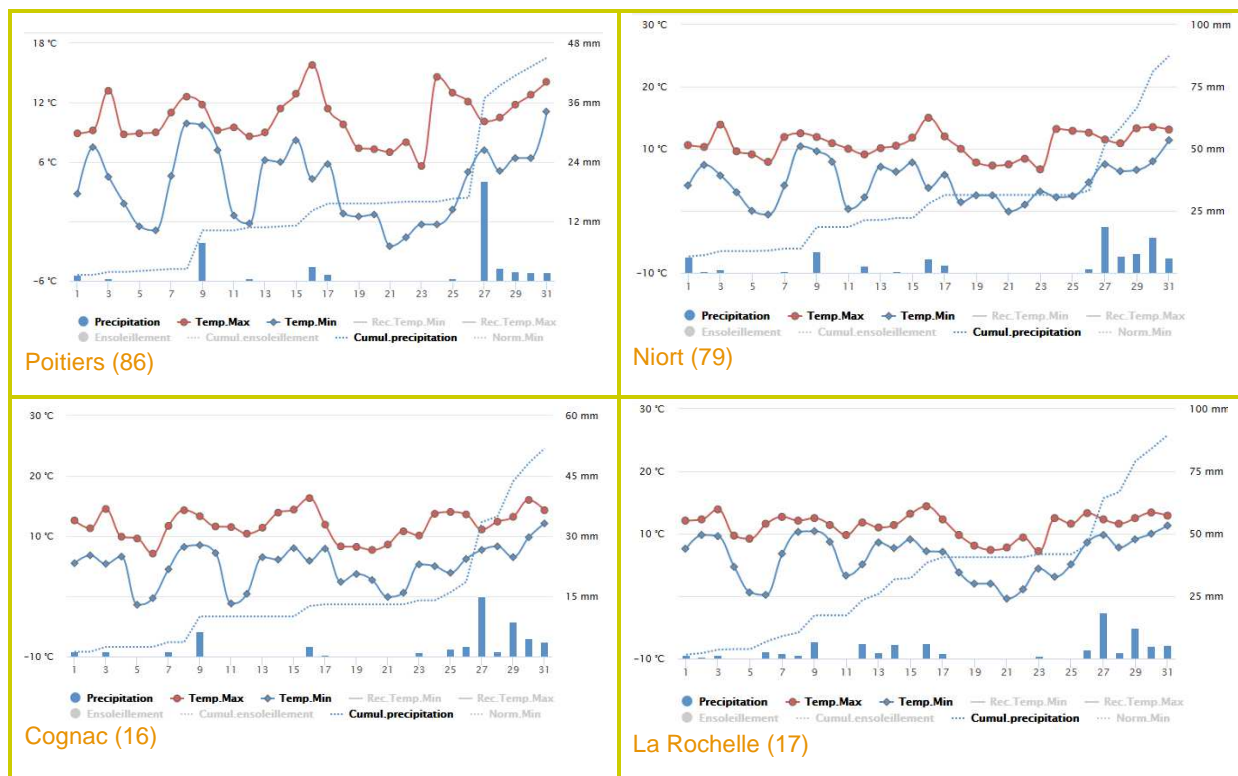 18 °C 48 mm
12 °C 36 mm
6 °C 24 mm
12 mm
−6 °C
1 3 5 7 9 11 13 15 17 19 21 23 25 27 29 31
Precipitation Temp.Max Temp.Min Rec.Temp.Min Rec.Temp.Max
Ensoleillement Cumul.ensoleillement Cumul.precipitation Norm.Min
Poitiers (86)
30 °C 100 mm
20 °C 75 mm
10 °C 50 mm
25 mm
−10 °C
1 3 5 7 9 11 13 15 17 19 21 23 25 27 29 31
Precipitation Temp.Max Temp.Min Rec.Temp.Min Rec.Temp.Max
Ensoleillement Cumul.ensoleillement Cumul.precipitation Norm.Min
Niort (79)
30 °C 60 mm
20 °C 45 mm
10 °C
15 mm
−10 °C
1 3 5 7 9 11 13 15 17 19 21 23 25 27 29 31
Precipitation Temp.Max Temp.Min Rec.Temp.Min Rec.Temp.Max
Ensoleillement Cumul.ensoleillement Cumul.precipitation Norm.Min
Cognac (16)
30 °C 100 mm
20 °C 75 mm
10 °C 50 mm
25 mm
−10 °C
1 3 5 7 9 11 13 15 17 19 21 23 25 27 29 31
Precipitation Temp.Max Temp.Min Rec.Temp.Min Rec.Temp.Max
Ensoleillement Cumul.ensoleillement Cumul.precipitation Norm.Min
La Rochelle (17)